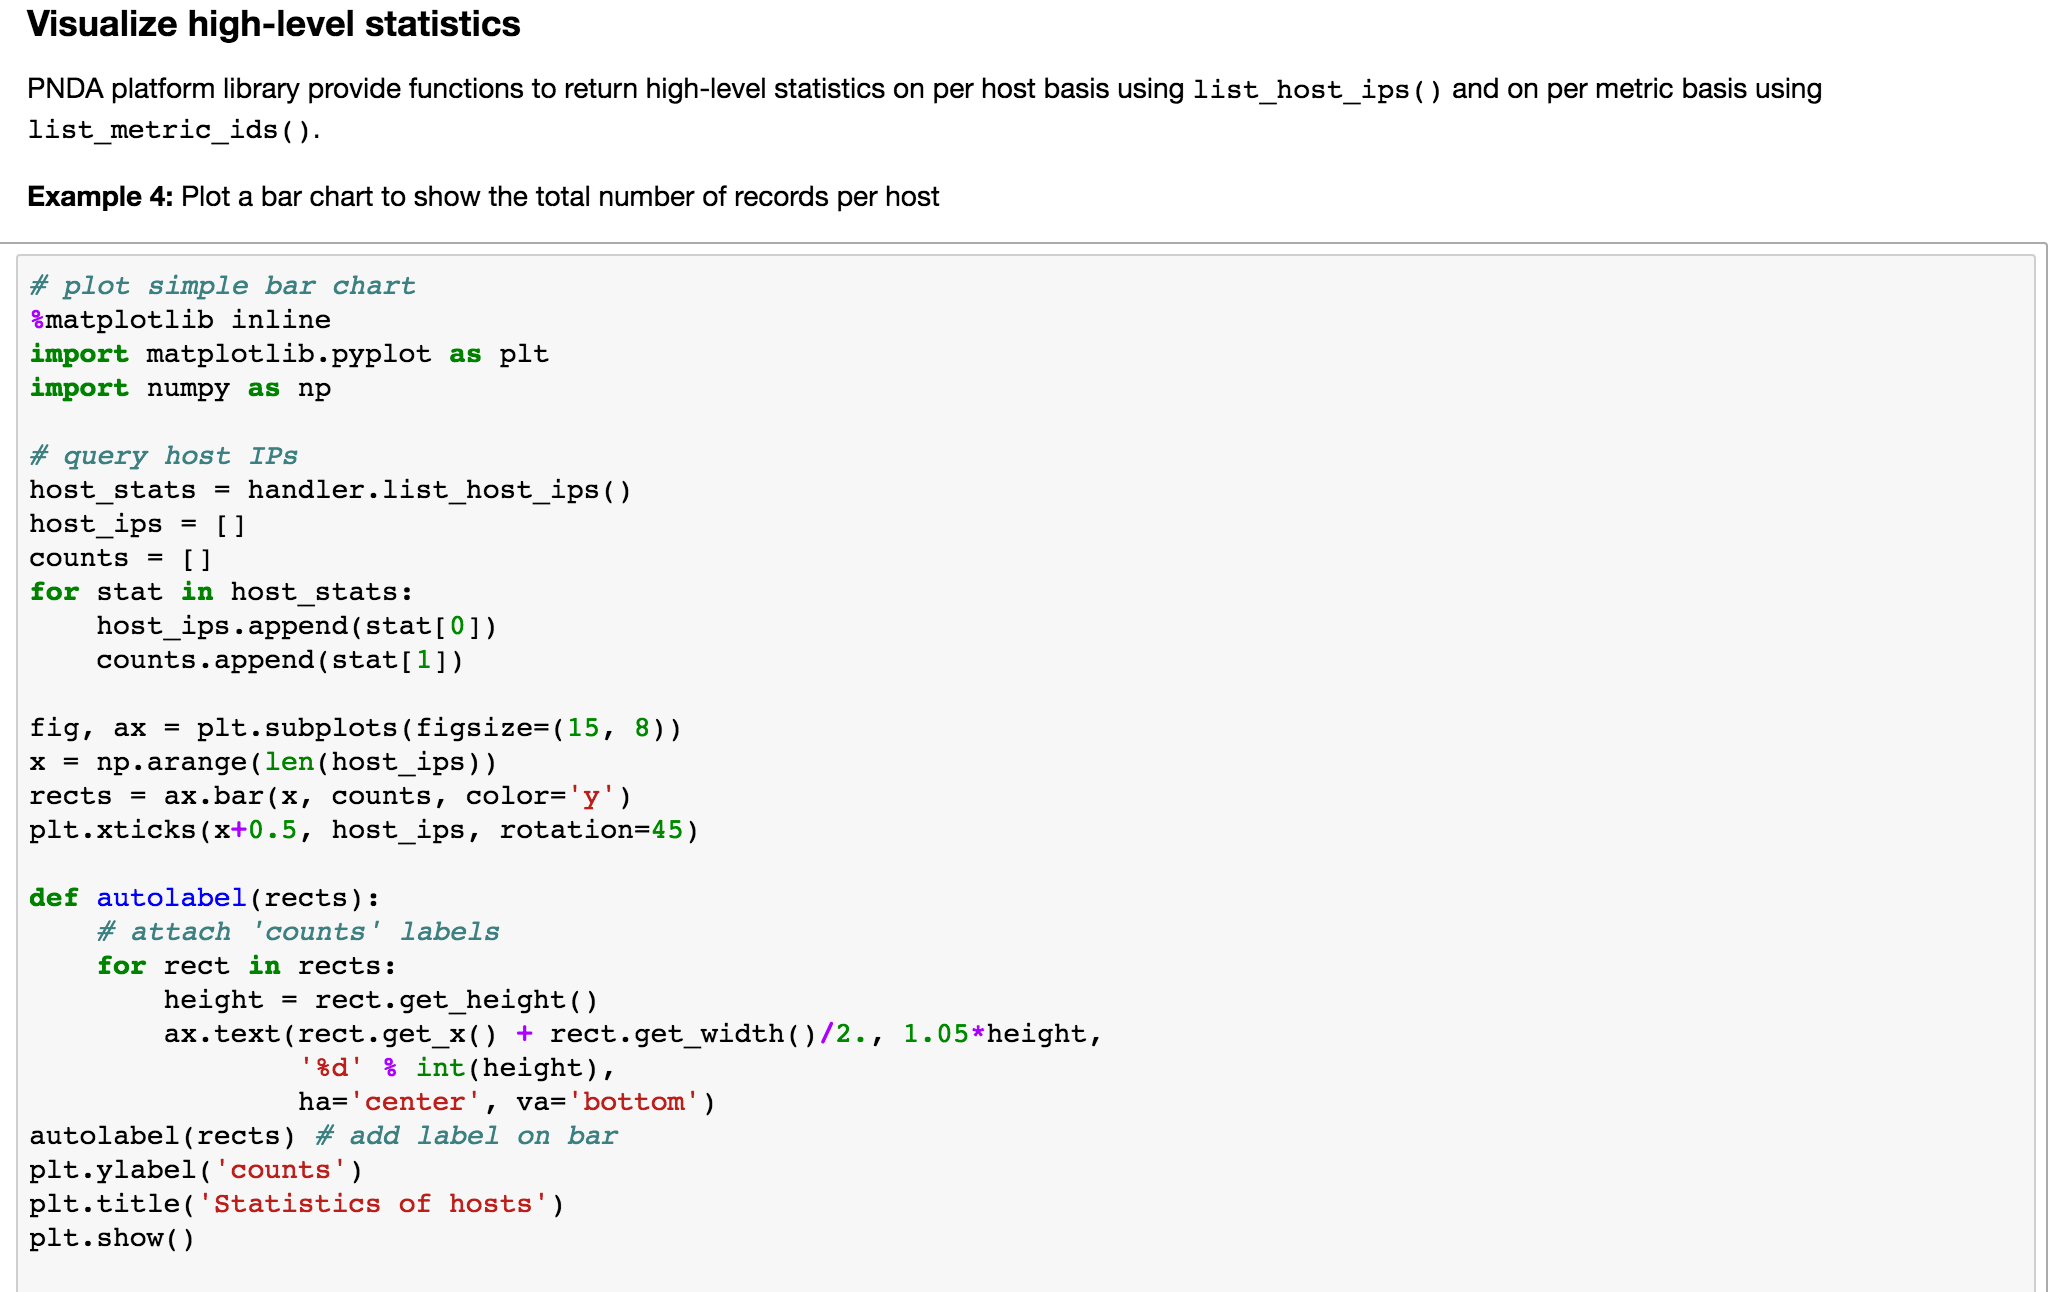 Visualize high-level statistics
PNDA platform library provide functions to return high-level statistics on per host basis using list_host_ips() and on per metric basis using
list_metric_ids().
Example 4: Plot a bar chart to show the total number of records per host
# plot simple bar chart
%matplotlib inline
import matplotlib.pyplot as plt
import numpy as np
# query host IPs
host_stats = handler.list_host_ips()
host_ips = []
counts = []
for stat in host_stats:
    host_ips.append(stat[0])
    counts.append(stat[1])
fig, ax = plt.subplots(figsize=(15, 8))
x = np.arange(len(host_ips))
rects = ax.bar(x, counts, color='y')
plt.xticks(x+0.5, host_ips, rotation=45)
def autolabel(rects):
    # attach 'counts' labels
    for rect in rects:
        height = rect.get_height()
        ax.text(rect.get_x() + rect.get_width()/2., 1.05*height,
                '%d' % int(height),
                ha='center', va='bottom')
autolabel(rects) # add label on bar
plt.ylabel('counts')
plt.title('Statistics of hosts')
plt.show()